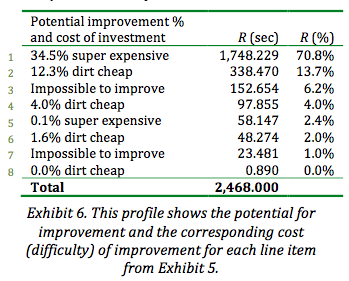 Potential improvement %
and cost of investment R (sec) R (%)
1 34.5% super expensive 1,748.229 70.8%
2 12.3% dirt cheap 338.470 13.7%
3 Impossible to improve 152.654 6.2%
4 4.0% dirt cheap 97.855 4.0%
5 0.1% super expensive 58.147 2.4%
6 1.6% dirt cheap 48.274 2.0%
7 Impossible to improve 23.481 1.0%
8 0.0% dirt cheap 0.890 0.0%
Total 2,468.000
Exhibit 6. This profile shows the potential for
improvement and the corresponding cost
(difficulty) of improvement for each line item
from Exhibit 5.